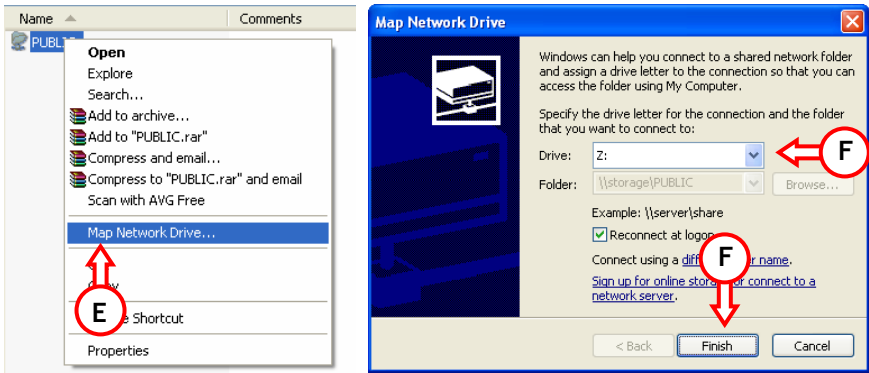 Name
Comments
PUBLIC
Open
Explore
Search...
Add to archive...
Add to "PUBLIC.rar"
Compress and email...
Compress to "PUBLIC.rar" and email
Scan with AVG Free
Map Network Drive...
E
Shortcut
Properties
Map Network Drive
Windows can help you connect to a shared network folder
and assign a drive letter to the connection so that you can
access the folder using My Computer.
Specify the drive letter for the connection and the folder
that you want to connect to:
Drive:
Z:
F
Folder:
\\storage\PUBLIC
Browse...
Example: \\server\share
Reconnect at logon
Connect using a name.
F
Sign up for online or connect to a
network server.
< Back
Finish
Cancel